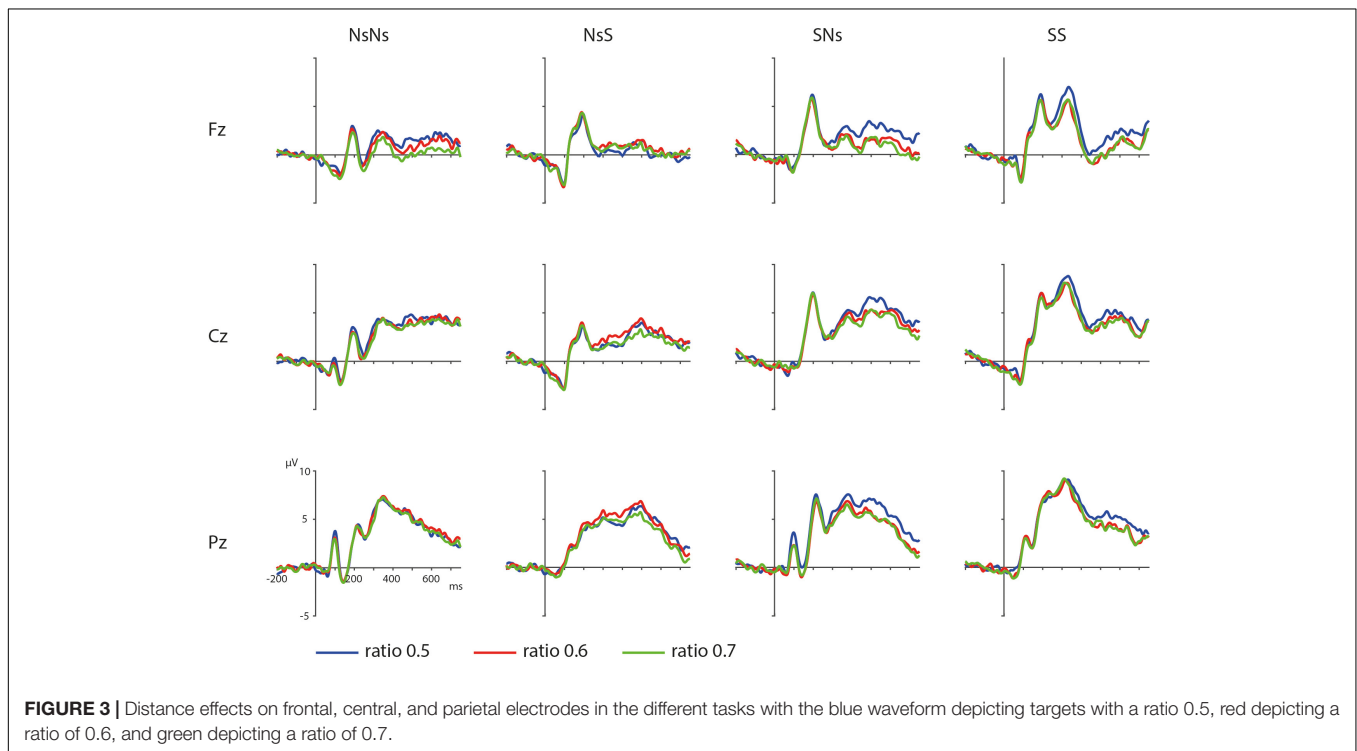 NsNs NsS SNs SS
Fz
Cz
μV
10
5
Pz
-200 200 400 600
ms
-5
ratio 0.5 ratio 0.6 ratio 0.7
FIGURE 3 | Distance effects on frontal, central, and parietal electrodes in the different tasks with the blue waveform depicting targets with a ratio 0.5, red depicting a
ratio of 0.6, and green depicting a ratio of 0.7.